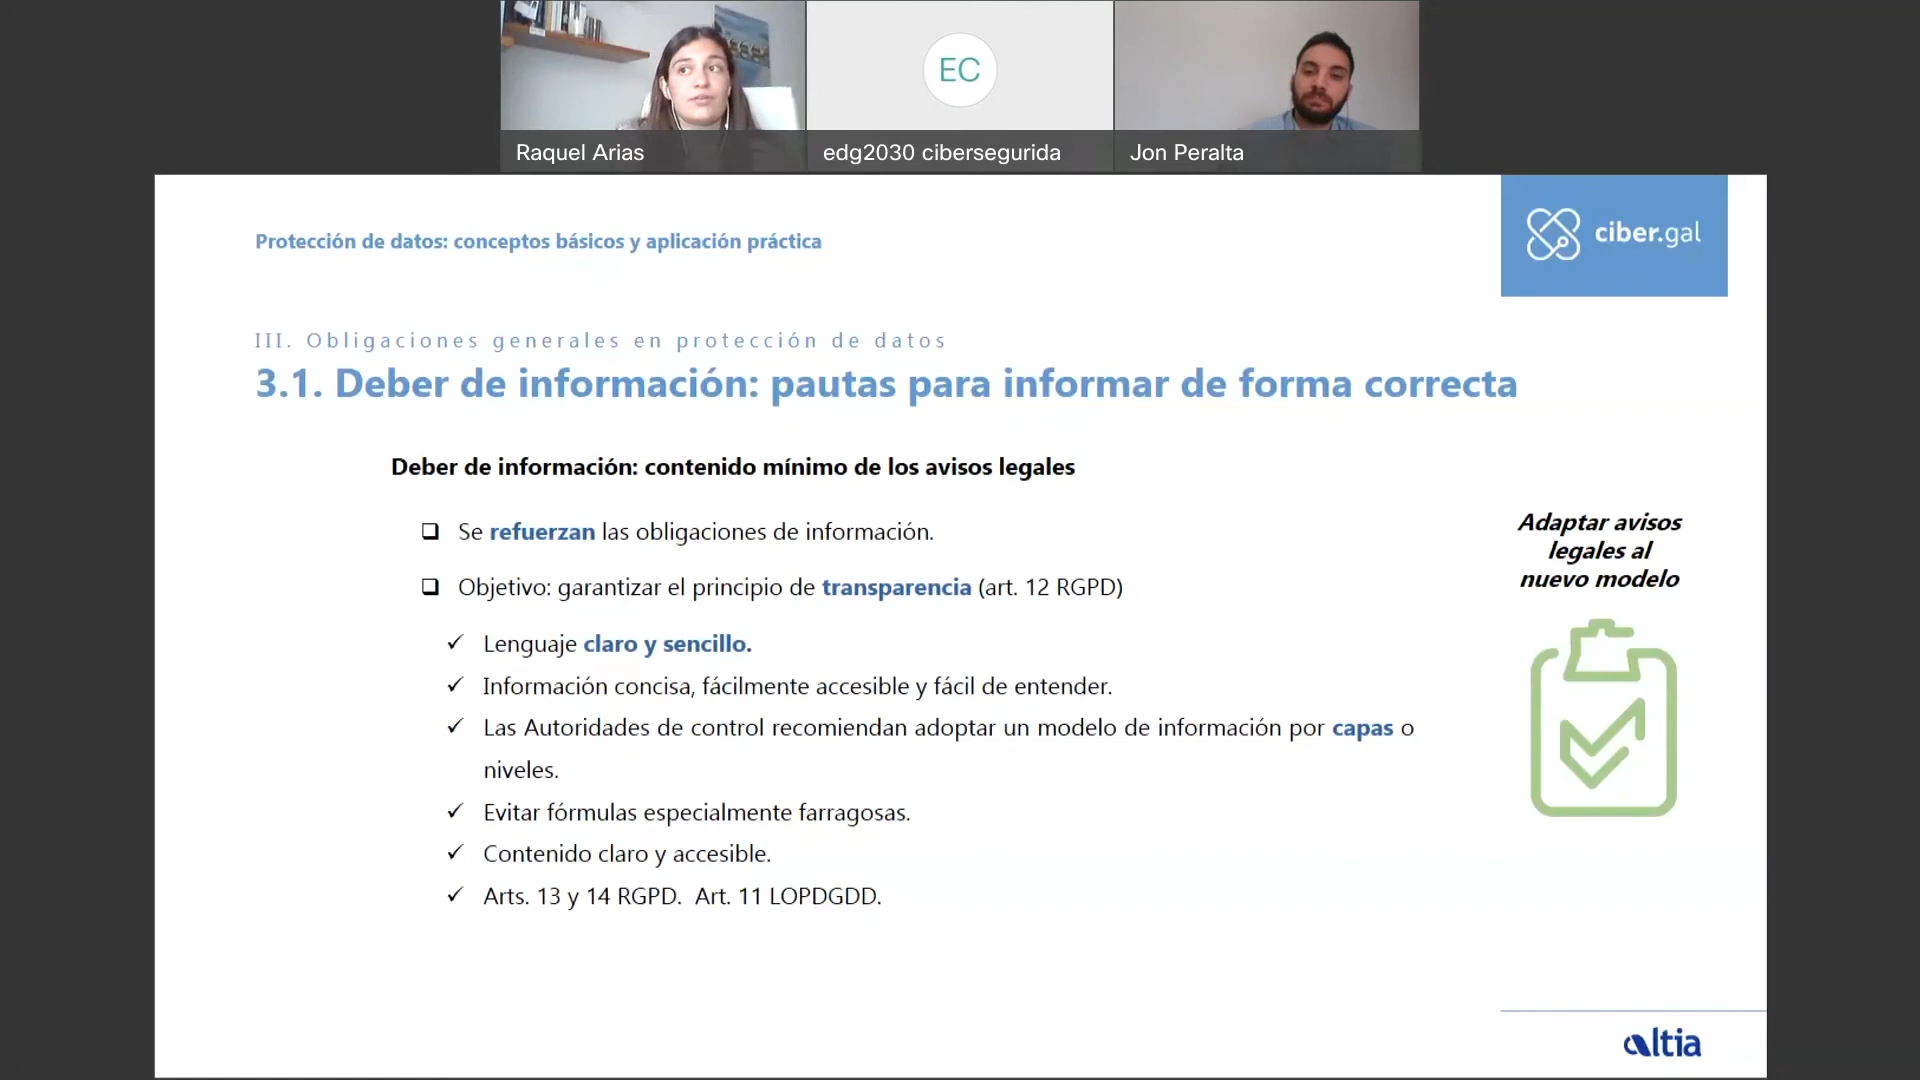 EC
Raquel Arias
edg2030 cibersegurida
Jon Peralta
ciber.gal
Protección de datos: conceptos básicos y aplicación práctica
III. Obligaciones generales en protección de datos
3.1. Deber de información: pautas para informar de forma correcta
Deber de información: contenido mínimo de los avisos legales
Se refuerzan las obligaciones de información.
Objetivo: garantizar el principio de transparencia (art. 12 RGPD)
Lenguaje claro y sencillo.
Información concisa, fácilmente accesible y fácil de entender.
Las Autoridades de control recomiendan adoptar un modelo de información por capas o
niveles.
Evitar fórmulas especialmente farragosas.
Contenido claro y accesible.
Arts. 13 y 14 RGPD. Art. 11 LOPDGDD.
Adaptar avisos
legales al
nuevo modelo
altia